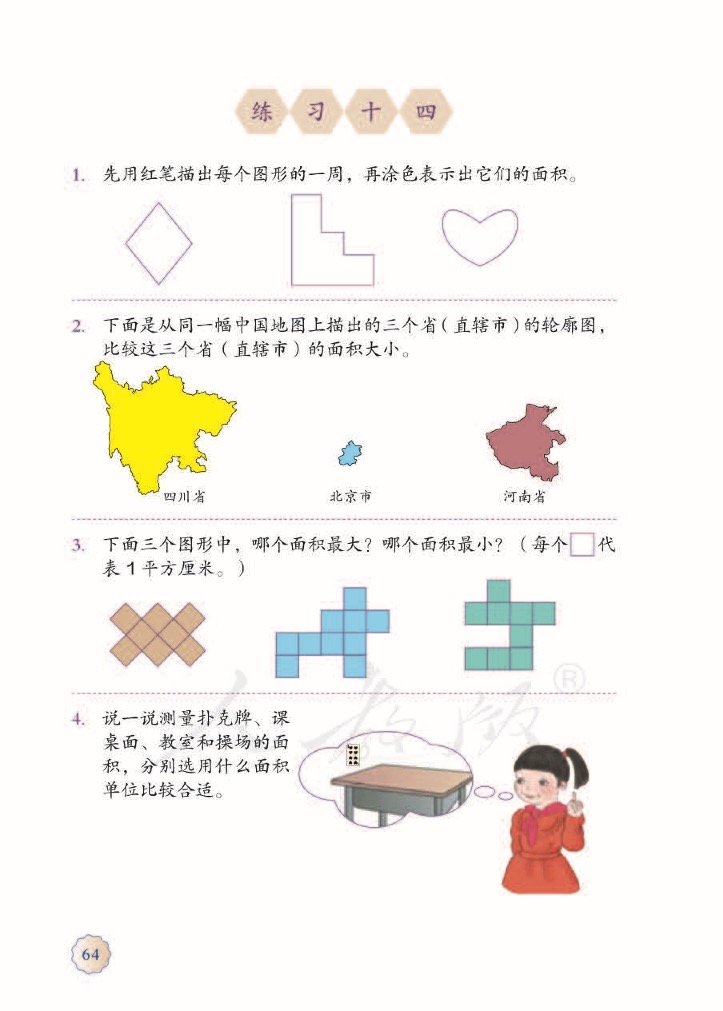 练习十四
1. 先用红笔描出每个图形的一周，再涂色表示出它们的面积。
2. 下面是从同一幅中国地图上描出的三个省（直辖市）的轮廓图，
比较这三个省（直辖市）的面积大小。
四川省 北京市 河南省
3. 下面三个图形中，哪个面积最大？哪个面积最小？（每个□代
表 1 平方厘米。）
人教版®
4. 说一说测量扑克牌、课
桌面、教室和操场的面
积，分别选用什么面积
单位比较合适。
64